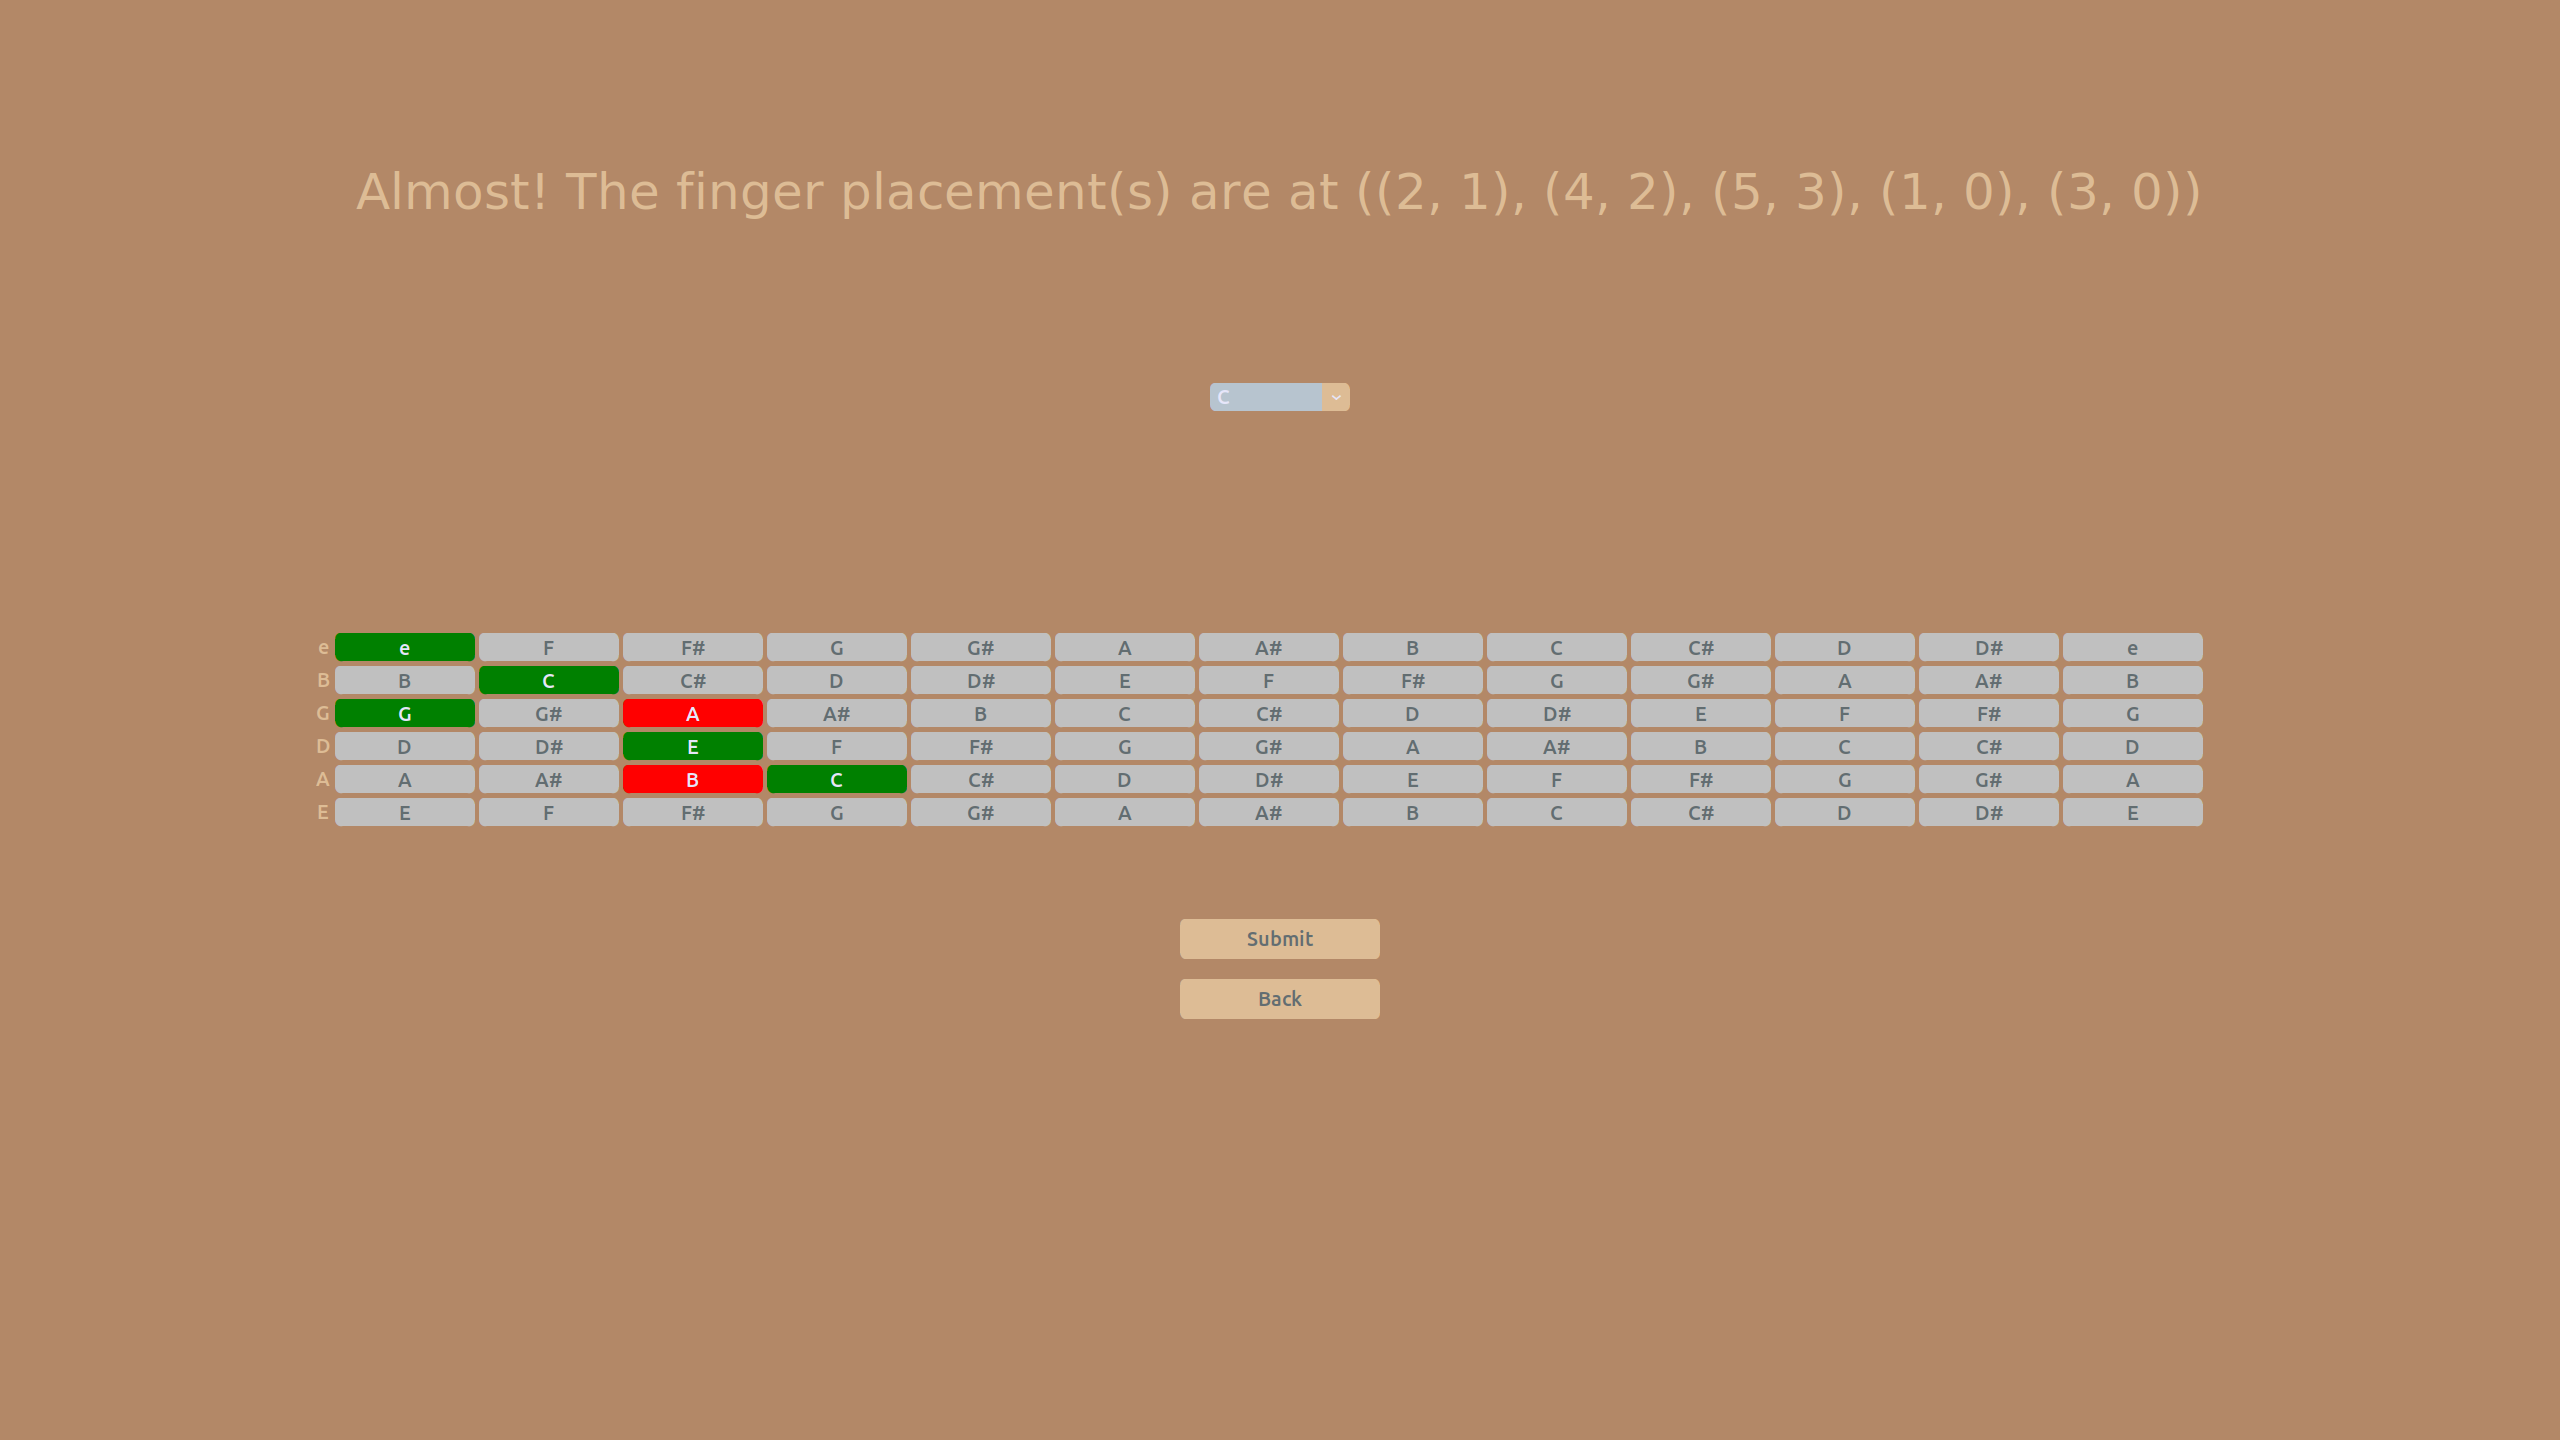 Almost! The finger placement(s) are at ((2, 1), (4, 2), (5, 3), (1, 0), (3, 0))
C
e e F F# G G# A A# B C C# D D# e
B B C C# D D# E F F# G G# A A# B
G G G# A A# B C C# D D# E F F# G
D D D# E F F# G G# A A# B C C# D
A A A# B C C# D D# E F F# G G# A
E E F F# G G# A A# B C C# D D# E
Submit
Back